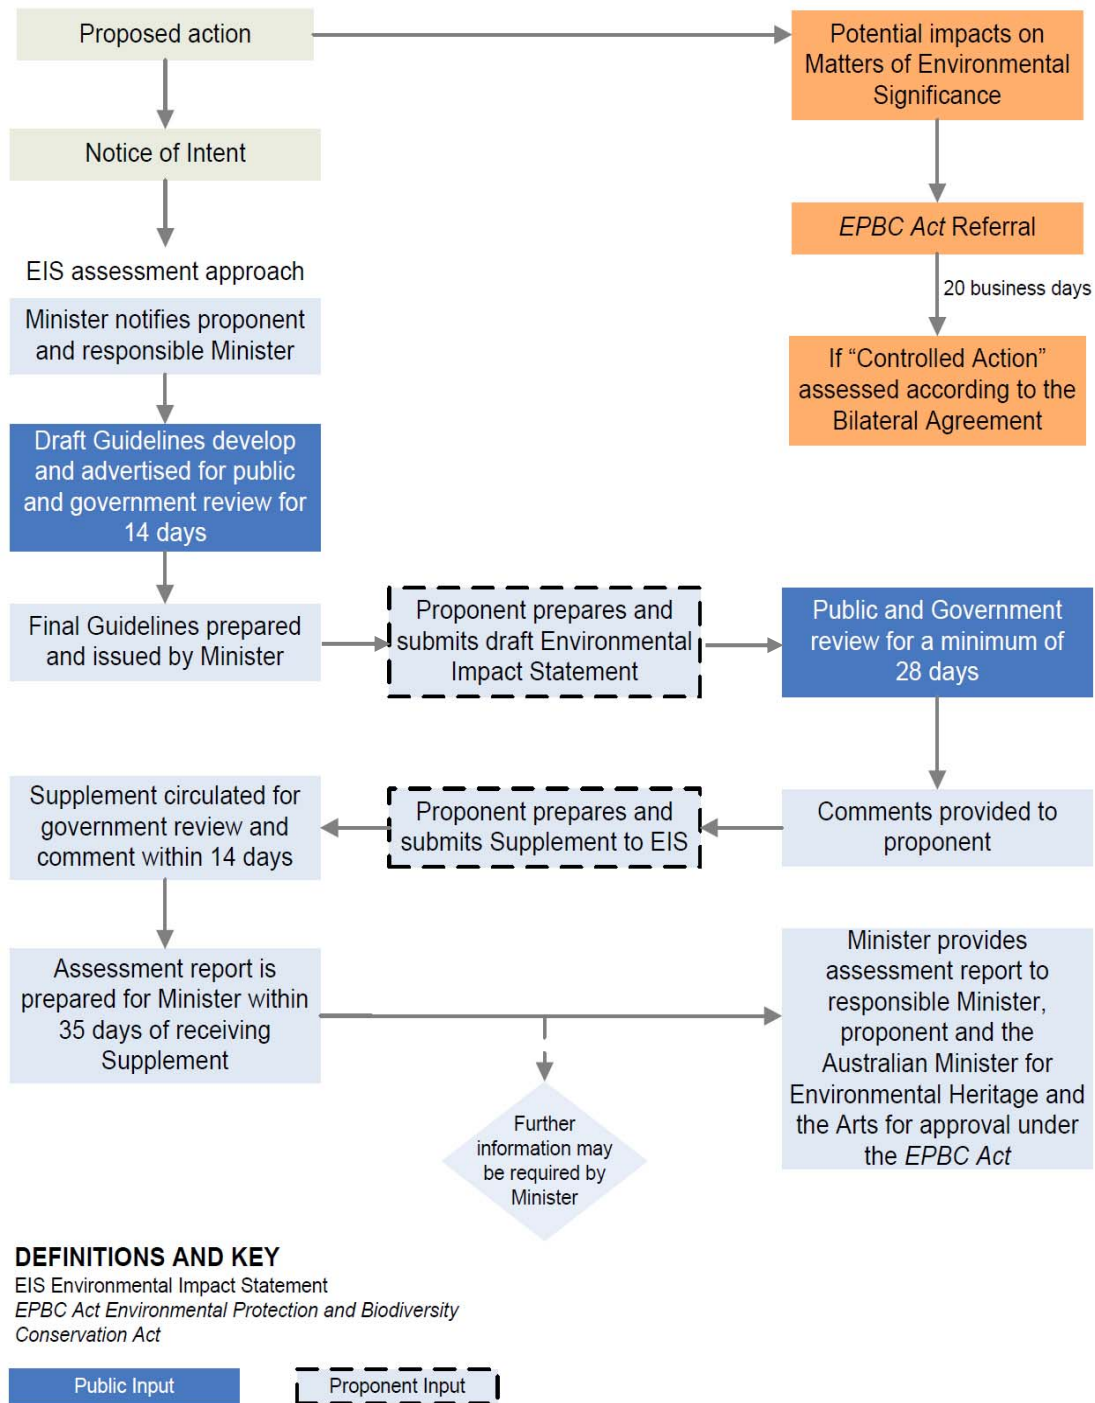 Proposed action
Potential impacts on
Matters of Environmental
Significance
Notice of Intent
EPBC Act Referral
20 business days
EIS assessment approach
Minister notifies proponent
and responsible Minister
If “Controlled Action”
assessed according to the
Bilateral Agreement
Draft Guidelines develop
and advertised for public
and government review for
14 days
Final Guidelines prepared
and issued by Minister
Proponent prepares and
submits draft Environmental
Impact Statement
Public and Government
review for a minimum of
28 days
Comments provided to
proponent
Proponent prepares and
submits Supplement to EIS
Supplement circulated for
government review and
comment within 14 days
Assessment report is
prepared for Minister within
35 days of receiving
Supplement
Further
information may
be required by
Minister
Minister provides
assessment report to
responsible Minister,
proponent and the
Australian Minister for
Environmental Heritage and
the Arts for approval under
the EPBC Act
DEFINITIONS AND KEY
EIS Environmental Impact Statement
EPBC Act Environmental Protection and Biodiversity
Conservation Act
Public Input
Proponent Input